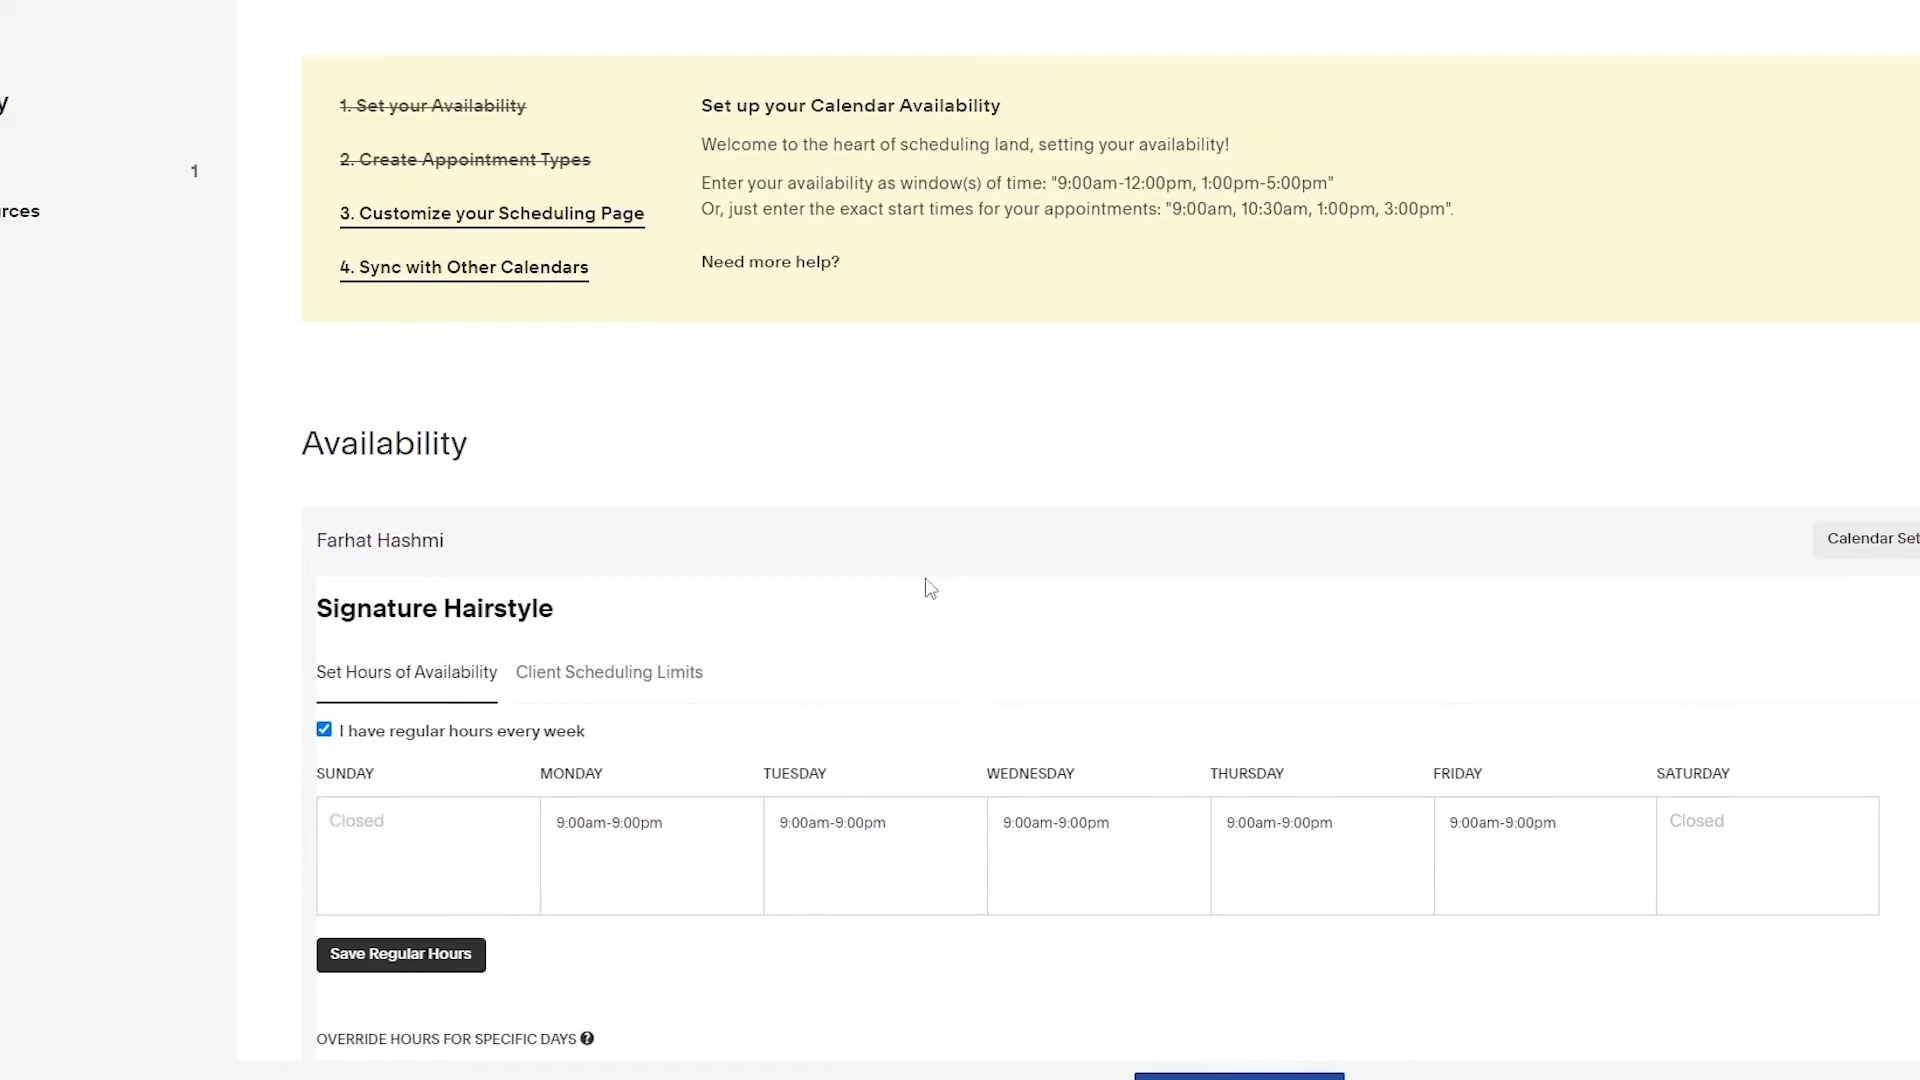 y
1
rces
1. Set your Availability
2. Create Appointment Types
3. Customize your Scheduling Page
4. Sync with Other Calendars
Set up your Calendar Availability
Welcome to the heart of scheduling land, setting your availability!
Enter your availability as window(s) of time: "9:00am-12:00pm, 1:00pm-5:00pm"
Or, just enter the exact start times for your appointments: "9:00am, 10:30am, 1:00pm, 3:00pm".
Need more help?
Availability
Farhat Hashmi
Calendar Set
Signature Hairstyle
Set Hours of Availability Client Scheduling Limits
I have regular hours every week
SUNDAY MONDAY TUESDAY WEDNESDAY THURSDAY FRIDAY SATURDAY
Closed 9:00am-9:00pm 9:00am-9:00pm 9:00am-9:00pm 9:00am-9:00pm 9:00am-9:00pm Closed
Save Regular Hours
OVERRIDE HOURS FOR SPECIFIC DAYS ?